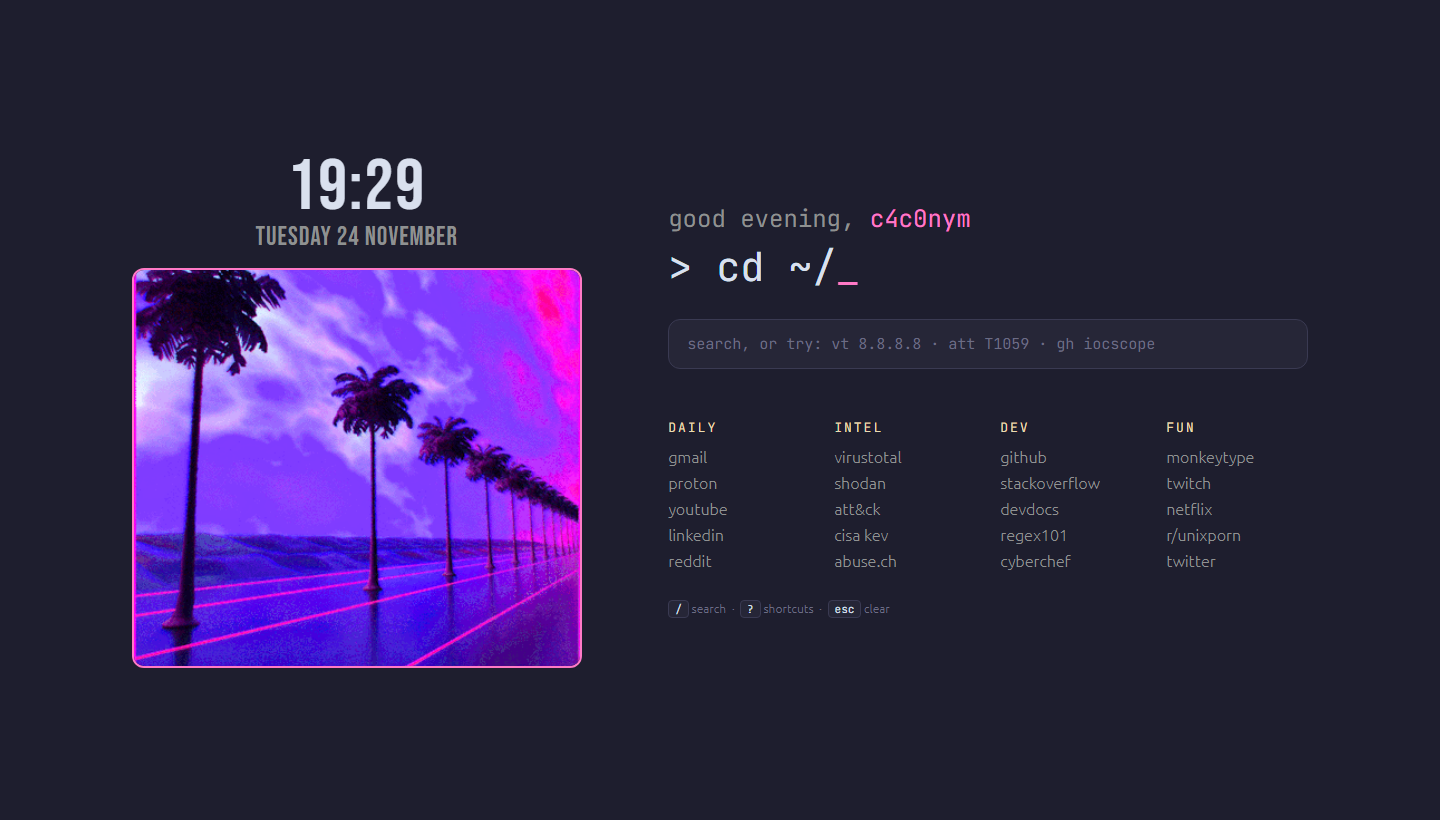 19:29
TUESDAY 24 NOVEMBER
good evening, c4c0nym
> cd ~/_
search, or try: vt 8.8.8.8 · att T1059 · gh iocscope
DAILY
gmail
proton
youtube
linkedin
reddit
INTEL
virustotal
shodan
att&ck
cisa kev
abuse.ch
DEV
github
stackoverflow
devdocs
regex101
cyberchef
FUN
monkeytype
twitch
netflix
r/unixporn
twitter
/ search · ? shortcuts · esc clear